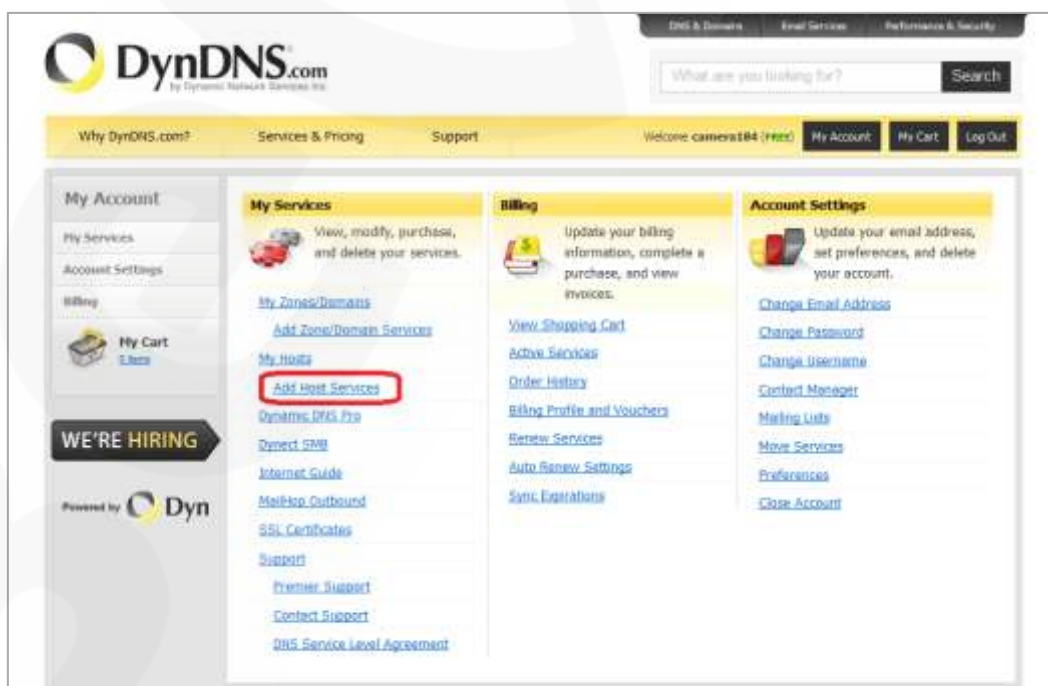 DNS & Domains
Email Services
Performance & Security
DynDNS.com
by Dynamic Network Services Inc.
What are you looking for?
Search
Why DynDNS.com?
Services & Pricing
Support
Welcome camera184 (FREE)
My Account
My Cart
Log Out
My Account
My Services
Account Settings
Billing
My Cart
WE'RE HIRING
Powered by Dyn
My Services
View, modify, purchase,
and delete your services.
My Zones/Domains
Add Zone/Domain Services
My Hosts
Add Host Services
Dynamic DNS Pro
Dynect SMB
Internet Guide
MailHop Outbound
SSL Certificates
Support
Premier Support
Contact Support
DNS Service Level Agreement
Billing
Update your billing
information, complete a
purchase, and view
invoices.
View Shopping Cart
Active Services
Order History
Billing Profile and Vouchers
Renew Services
Auto Renew Settings
Sync Expirations
Account Settings
Update your email address,
set preferences, and delete
your account.
Change Email Address
Change Password
Change Username
Contact Manager
Mailing Lists
Move Services
Preferences
Close Account